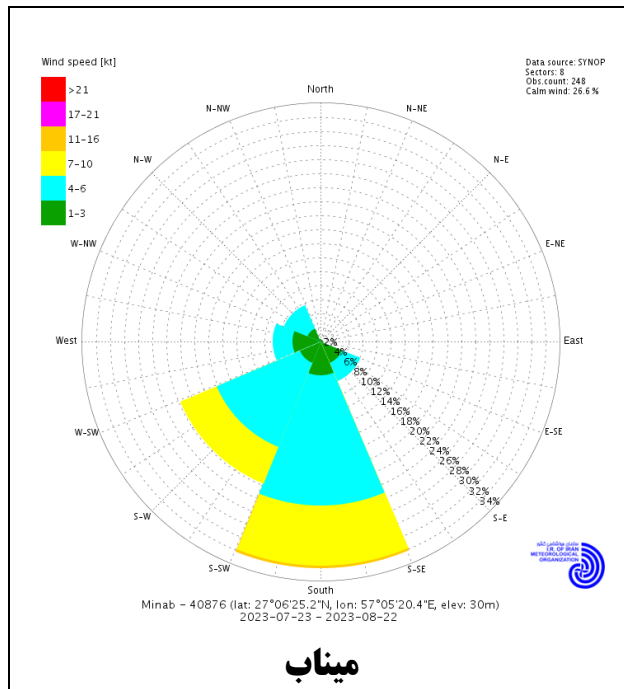 Wind speed [kt]
>21
17-21
11-16
7-10
4-6
1-3
Data source: SYNOP
Sectors: 8
Obs.count: 248
Calm wind: 26.6 %
North
N-NW
N-NE
N-W
N-E
W-NW
E-NE
West
East
W-SW
E-SE
S-W
S-E
S-SW
S-SE
South
2%
4%
6%
8%
10%
12%
14%
16%
18%
20%
22%
24%
26%
28%
30%
32%
34%
سازمان هواشناسی کشور
I.R. OF IRAN
METEOROLOGICAL
ORGANIZATION
Minab - 40876 (lat: 27°06'25.2"N, lon: 57°05'20.4"E, elev: 30m)
2023-07-23 - 2023-08-22
میناب